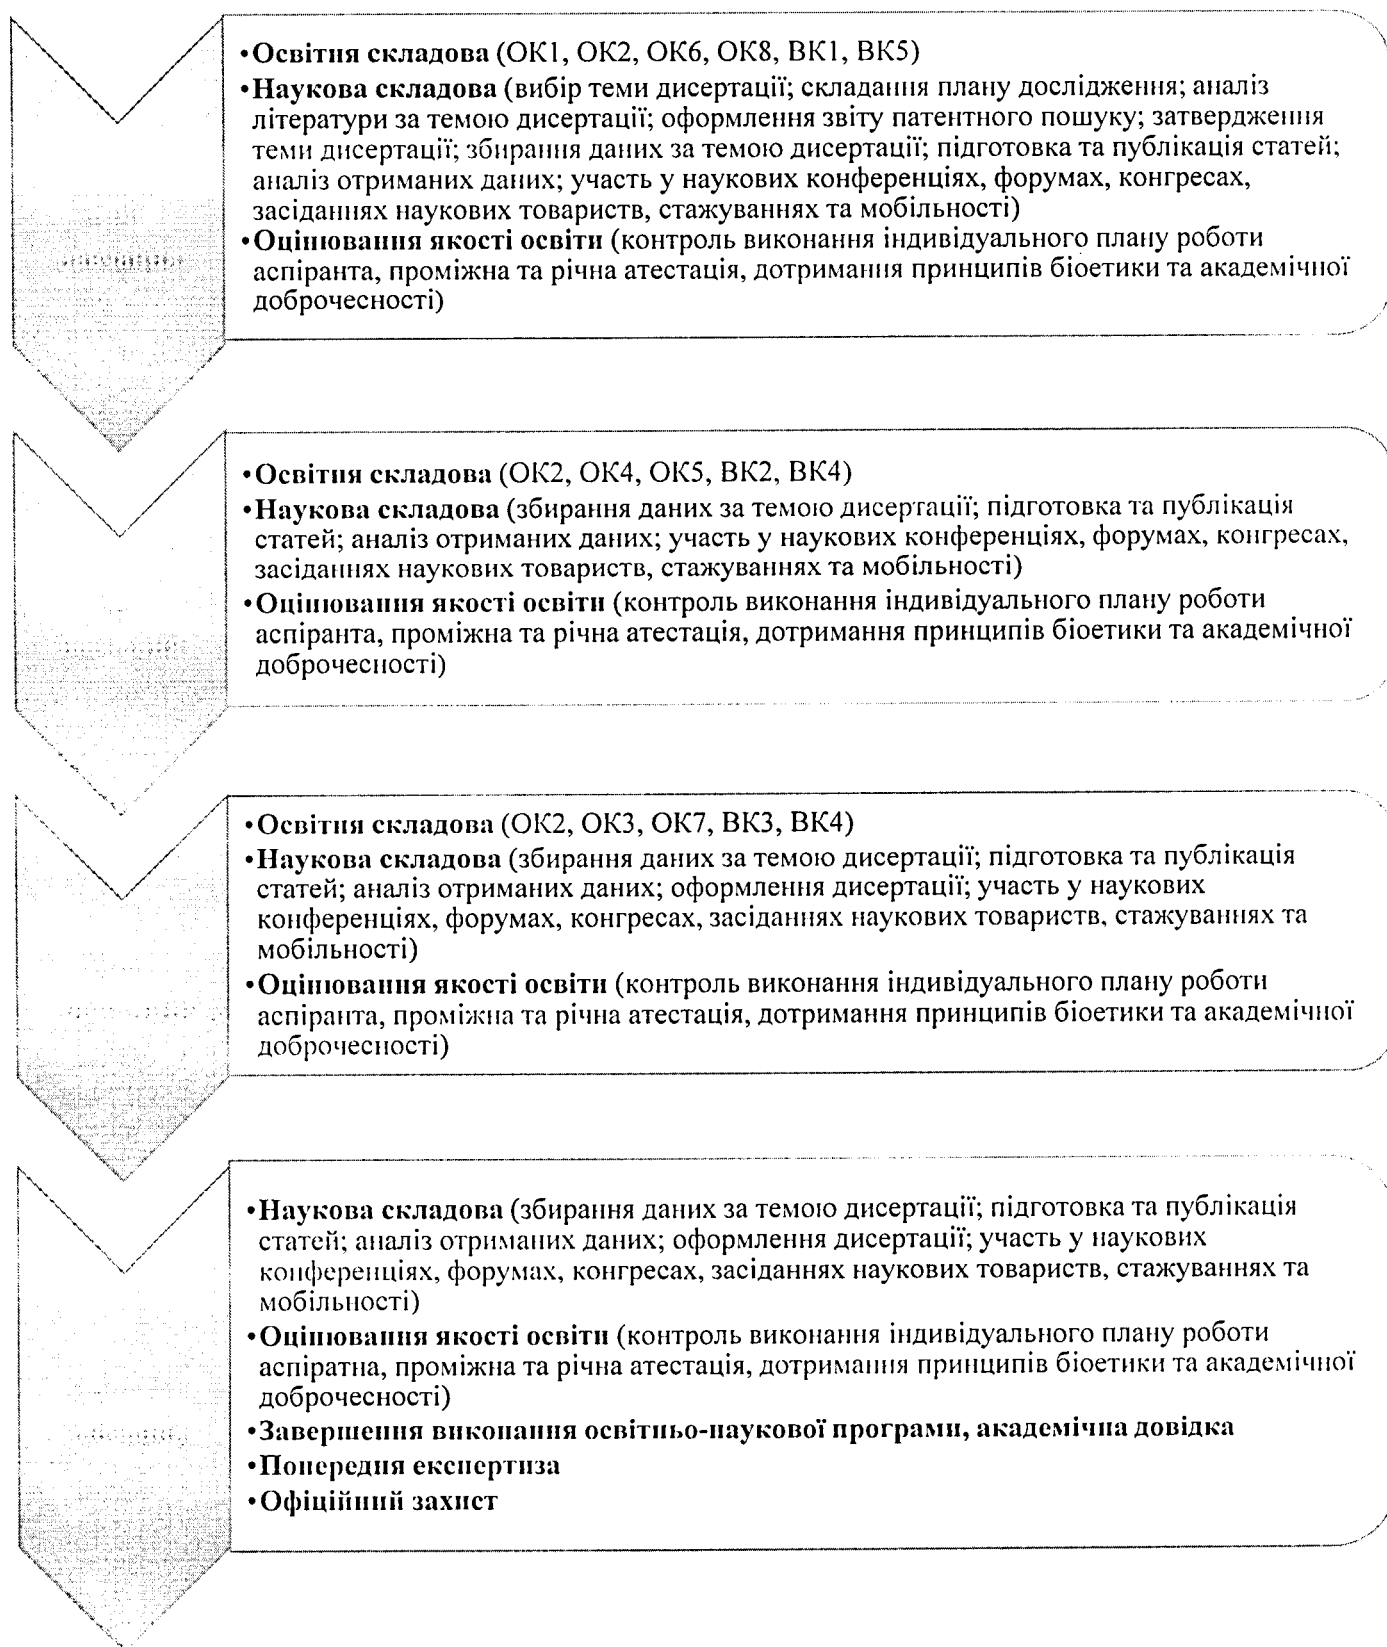 •Освітня складова (ОК1, ОК2, ОК6, ОК8, ВК1, ВК5)
•Наукова складова (вибір теми дисертації; складання плану дослідження; аналіз
літератури за темою дисертації; оформлення звіту патентного пошуку; затвердження
теми дисертації; збирання даних за темою дисертації; підготовка та публікація статей;
аналіз отриманих даних; участь у наукових конференціях, форумах, конгресах,
засіданнях наукових товариств, стажуваннях та мобільності)
•Оцінювання якості освіти (контроль виконання індивідуального плану роботи
аспіранта, проміжна та річна атестація, дотримання принципів біоетики та академічної
доброчесності)
•Освітня складова (ОК2, ОК4, ОК5, ВК2, ВК4)
•Наукова складова (збирання даних за темою дисертації; підготовка та публікація
статей; аналіз отриманих даних; участь у наукових конференціях, форумах, конгресах,
засіданнях наукових товариств, стажуваннях та мобільності)
•Оцінювання якості освіти (контроль виконання індивідуального плану роботи
аспіранта, проміжна та річна атестація, дотримання принципів біоетики та академічної
доброчесності)
•Освітня складова (ОК2, ОК3, ОК7, ВК3, ВК4)
•Наукова складова (збирання даних за темою дисертації; підготовка та публікація
статей; аналіз отриманих даних; оформлення дисертації; участь у наукових
конференціях, форумах, конгресах, засіданнях наукових товариств, стажуваннях та
мобільності)
•Оцінювання якості освіти (контроль виконання індивідуального плану роботи
аспіранта, проміжна та річна атестація, дотримання принципів біоетики та академічної
доброчесності)
•Наукова складова (збирання даних за темою дисертації; підготовка та публікація
статей; аналіз отриманих даних; оформлення дисертації; участь у наукових
конференціях, форумах, конгресах, засіданнях наукових товариств, стажуваннях та
мобільності)
•Оцінювання якості освіти (контроль виконання індивідуального плану роботи
аспіратна, проміжна та річна атестація, дотримання принципів біоетики та академічної
доброчесності)
•Завершення виконання освітньо-наукової програми, академічна довідка
•Попередня експертиза
•Офіційний захист